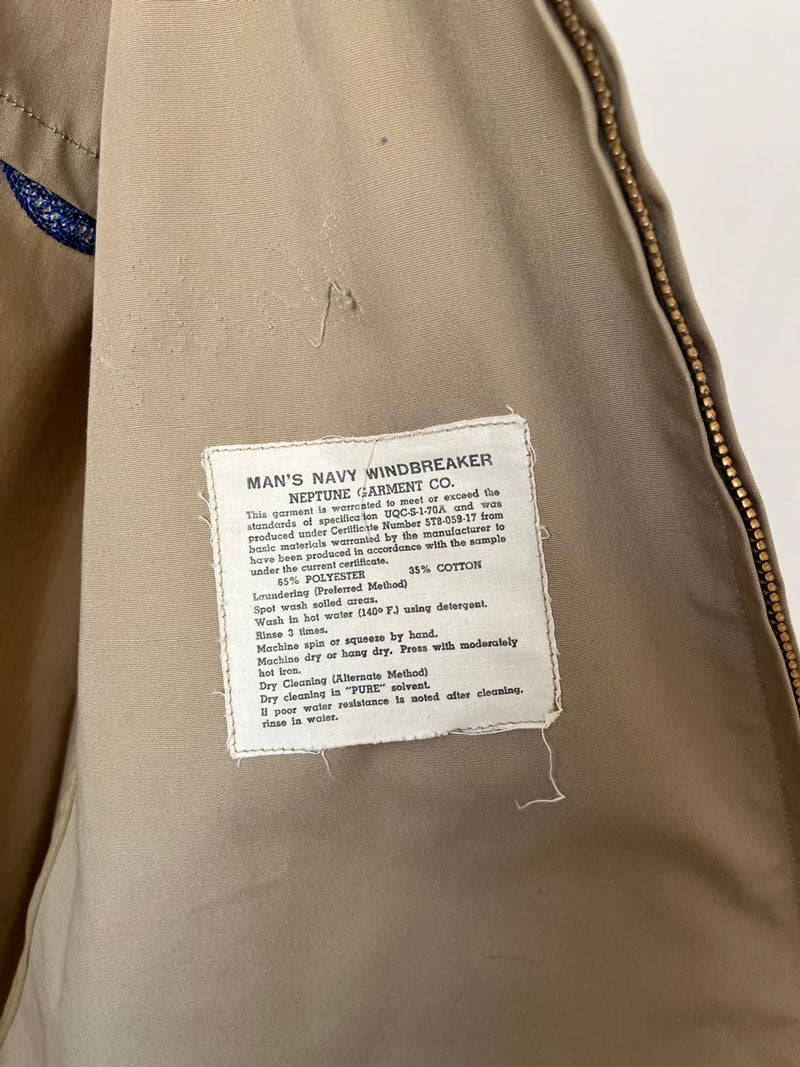 MAN'S NAVY WINDBREAKER
NEPTUNE GARMENT CO.
This garment is warranted to meet or exceed the
standards of specification UQC-S-1-70A and was
produced under Certificate Number 5T8-059-17 from
basic materials warranted by the manufacturer to
have been produced in accordance with the sample
under the current certificate.
65% POLYESTER 35% COTTON
Laundering (Preferred Method)
Spot wash soiled areas.
Wash in hot water (140° F.) using detergent.
Rinse 3 times.
Machine spin or squeeze by hand.
Machine dry or hang dry. Press with moderately
hot iron.
Dry Cleaning (Alternate Method)
Dry cleaning in "PURE" solvent.
If poor water resistance is noted after cleaning,
rinse in water.